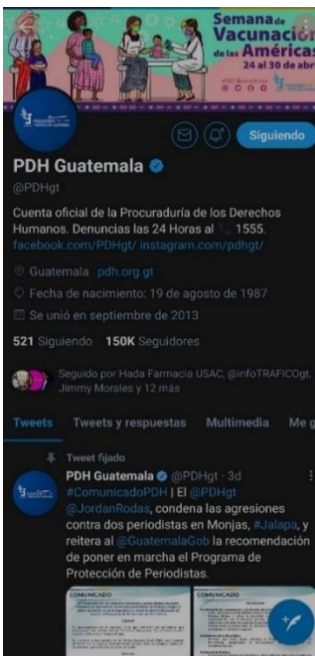 Semana de
Vacunación
de las Américas
24 al 30 de abri
Siguiendo
PDH Guatemala
@PDHgt
Cuenta oficial de la Procuraduría de los Derechos
Humanos. Denuncias las 24 Horas al 📞 1555.
facebook.com/PDHgt/ instagram.com/pdhgt/
Guatemala pdh.org.gt
Fecha de nacimiento: 19 de agosto de 1987
Se unió en septiembre de 2013
521 Siguiendo 150K Seguidores
Seguido por Hada Farmacia USAC, @infoTRAFICOgt,
Jimmy Morales y 12 más
Tweets Tweets y respuestas Multimedia Me g
Tweet fijado
PDH Guatemala @PDHgt · 3d
#ComunicadoPDH | El @PDHgt
@JordanRodas, condena las agresiones
contra dos periodistas en Monjas, #Jalapa, y
reitera al @GuatemalaGob la recomendación
de poner en marcha el Programa de
Protección de Periodistas.
COMUNICADO COMUNICADO